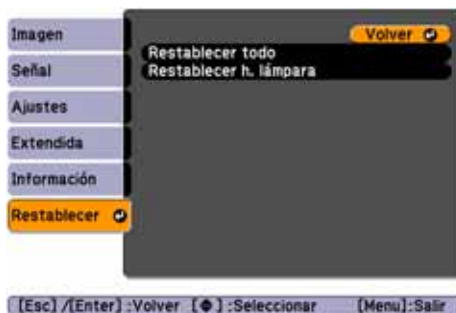 Imagen
Señal
Ajustes
Extendida
Información
Restablecer
Volver
Restablecer todo
Restablecer h. lámpara
[Esc] /[Enter] :Volver [◆] :Seleccionar [Menu]:Salir